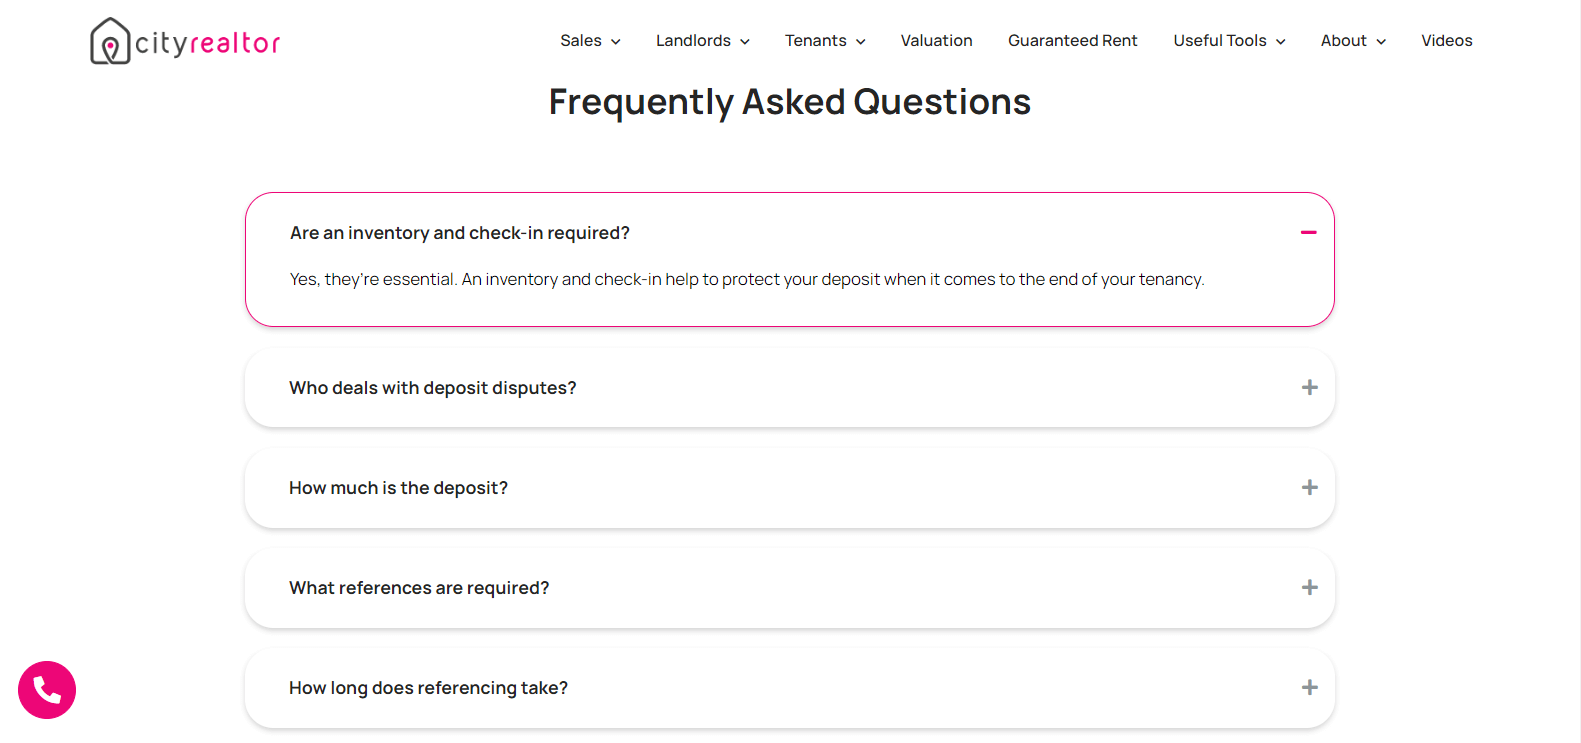 cityrealtor
Sales Landlords Tenants Valuation Guaranteed Rent Useful Tools About Videos
Frequently Asked Questions
Are an inventory and check-in required?
Yes, they're essential. An inventory and check-in help to protect your deposit when it comes to the end of your tenancy.
Who deals with deposit disputes?
How much is the deposit?
What references are required?
How long does referencing take?